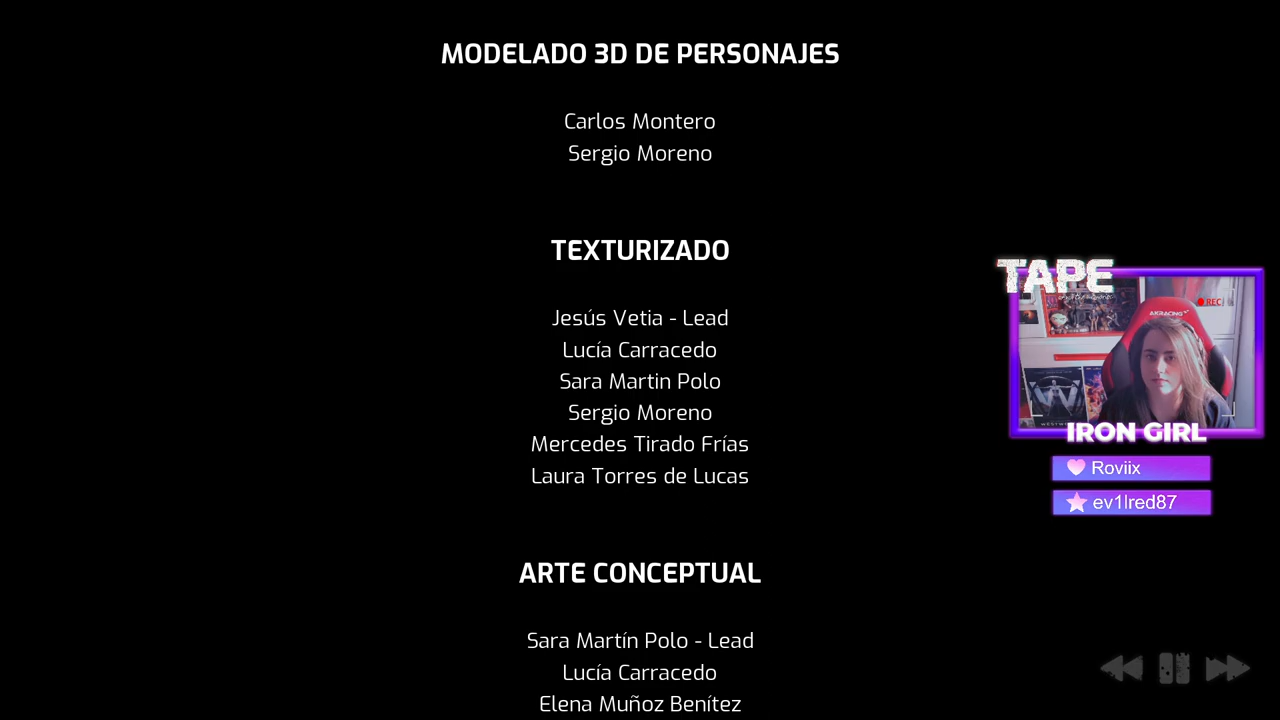 MODELADO 3D DE PERSONAJES
Carlos Montero
Sergio Moreno
TEXTURIZADO
Jesús Vetia - Lead
Lucía Carracedo
Sara Martin Polo
Sergio Moreno
Mercedes Tirado Frías
Laura Torres de Lucas
ARTE CONCEPTUAL
Sara Martín Polo - Lead
Lucía Carracedo
Elena Muñoz Benítez
TAPE
REC
AKRACING
IRON GIRL
Roviix
ev1lred87